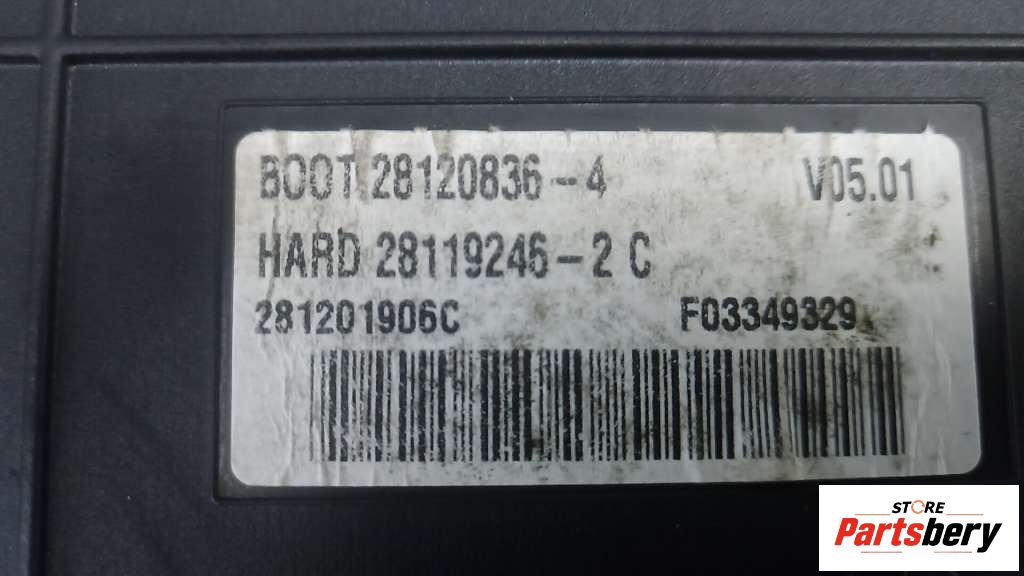 BOOT 28120836-4 V05.01
HARD 28119246-2 C
281201906C F03349329
STORE
Partsbery